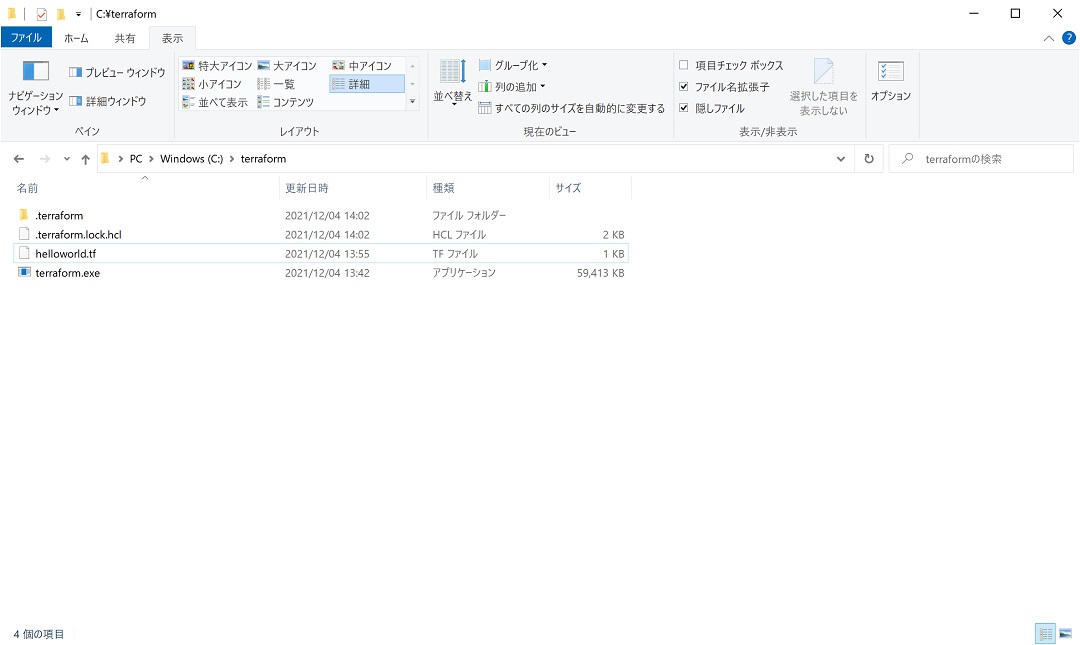 C:¥terraform
ファイル ホーム 共有 表示
ナビゲーション ウィンドウ
プレビュー ウィンドウ
詳細ウィンドウ
ペイン
特大アイコン 大アイコン 中アイコン
小アイコン 一覧 詳細
並べて表示 コンテンツ
レイアウト
並べ替え
グループ化
列の追加
すべての列のサイズを自動的に変更する
現在のビュー
項目チェック ボックス
ファイル名拡張子
隠しファイル
選択した項目を
表示しない
表示/非表示
オプション
PC Windows (C:) terraform
terraformの検索
名前 更新日時 種類 サイズ
.terraform 2021/12/04 14:02 ファイル フォルダー
.terraform.lock.hcl 2021/12/04 14:02 HCL ファイル 2 KB
helloworld.tf 2021/12/04 13:55 TF ファイル 1 KB
terraform.exe 2021/12/04 13:42 アプリケーション 59,413 KB
4 個の項目